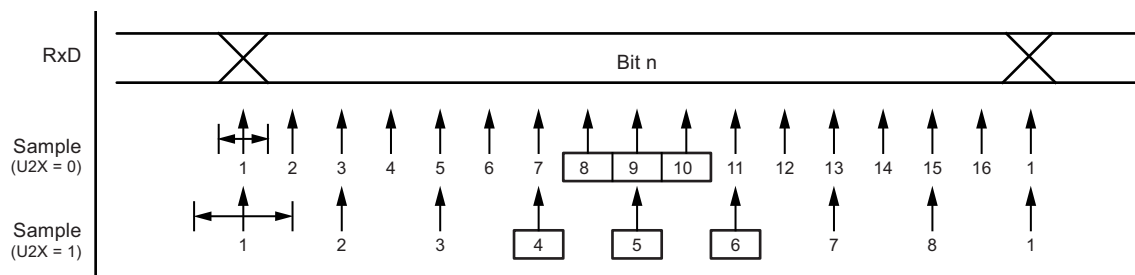 RxD
Bit n
Sample
(U2X = 0)
1 2 3 4 5 6 7 8 9 10 11 12 13 14 15 16 1
Sample
(U2X = 1)
1 2 3 4 5 6 7 8 1